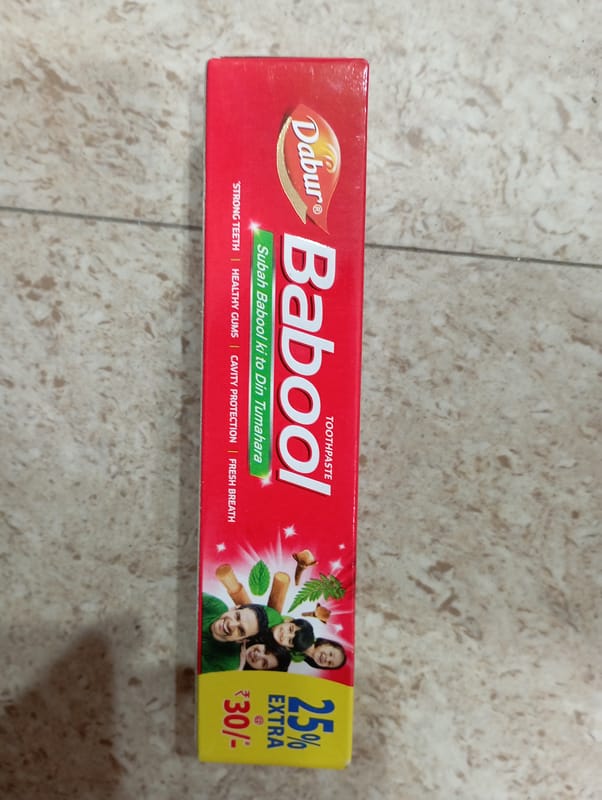 Dabur®
TOOTHPASTE
Babool
Subah Babool ki to Din Tumahara
*STRONG TEETH | HEALTHY GUMS | CAVITY PROTECTION | FRESH BREATH
25%
EXTRA
@
₹30/-*